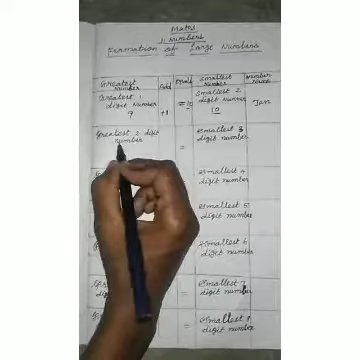 Maths
1. Numbers
Formation of Large Numbers
Greatest Number Add Equals Smallest Number Number Name
Greatest 1 digit Number 9 +1 = 10 Smallest 2 digit Number 10 Ten
Greatest 2 digit number = Smallest 3 digit number
Smallest 4 digit number
Smallest 5 digit number
Smallest 6 digit number
= Smallest 7 digit number
= Smallest
digit number